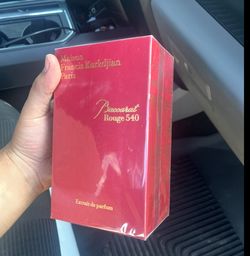 Maison
Francis Kurkdjian
Paris
Baccarat
Rouge 540
Extrait de parfum